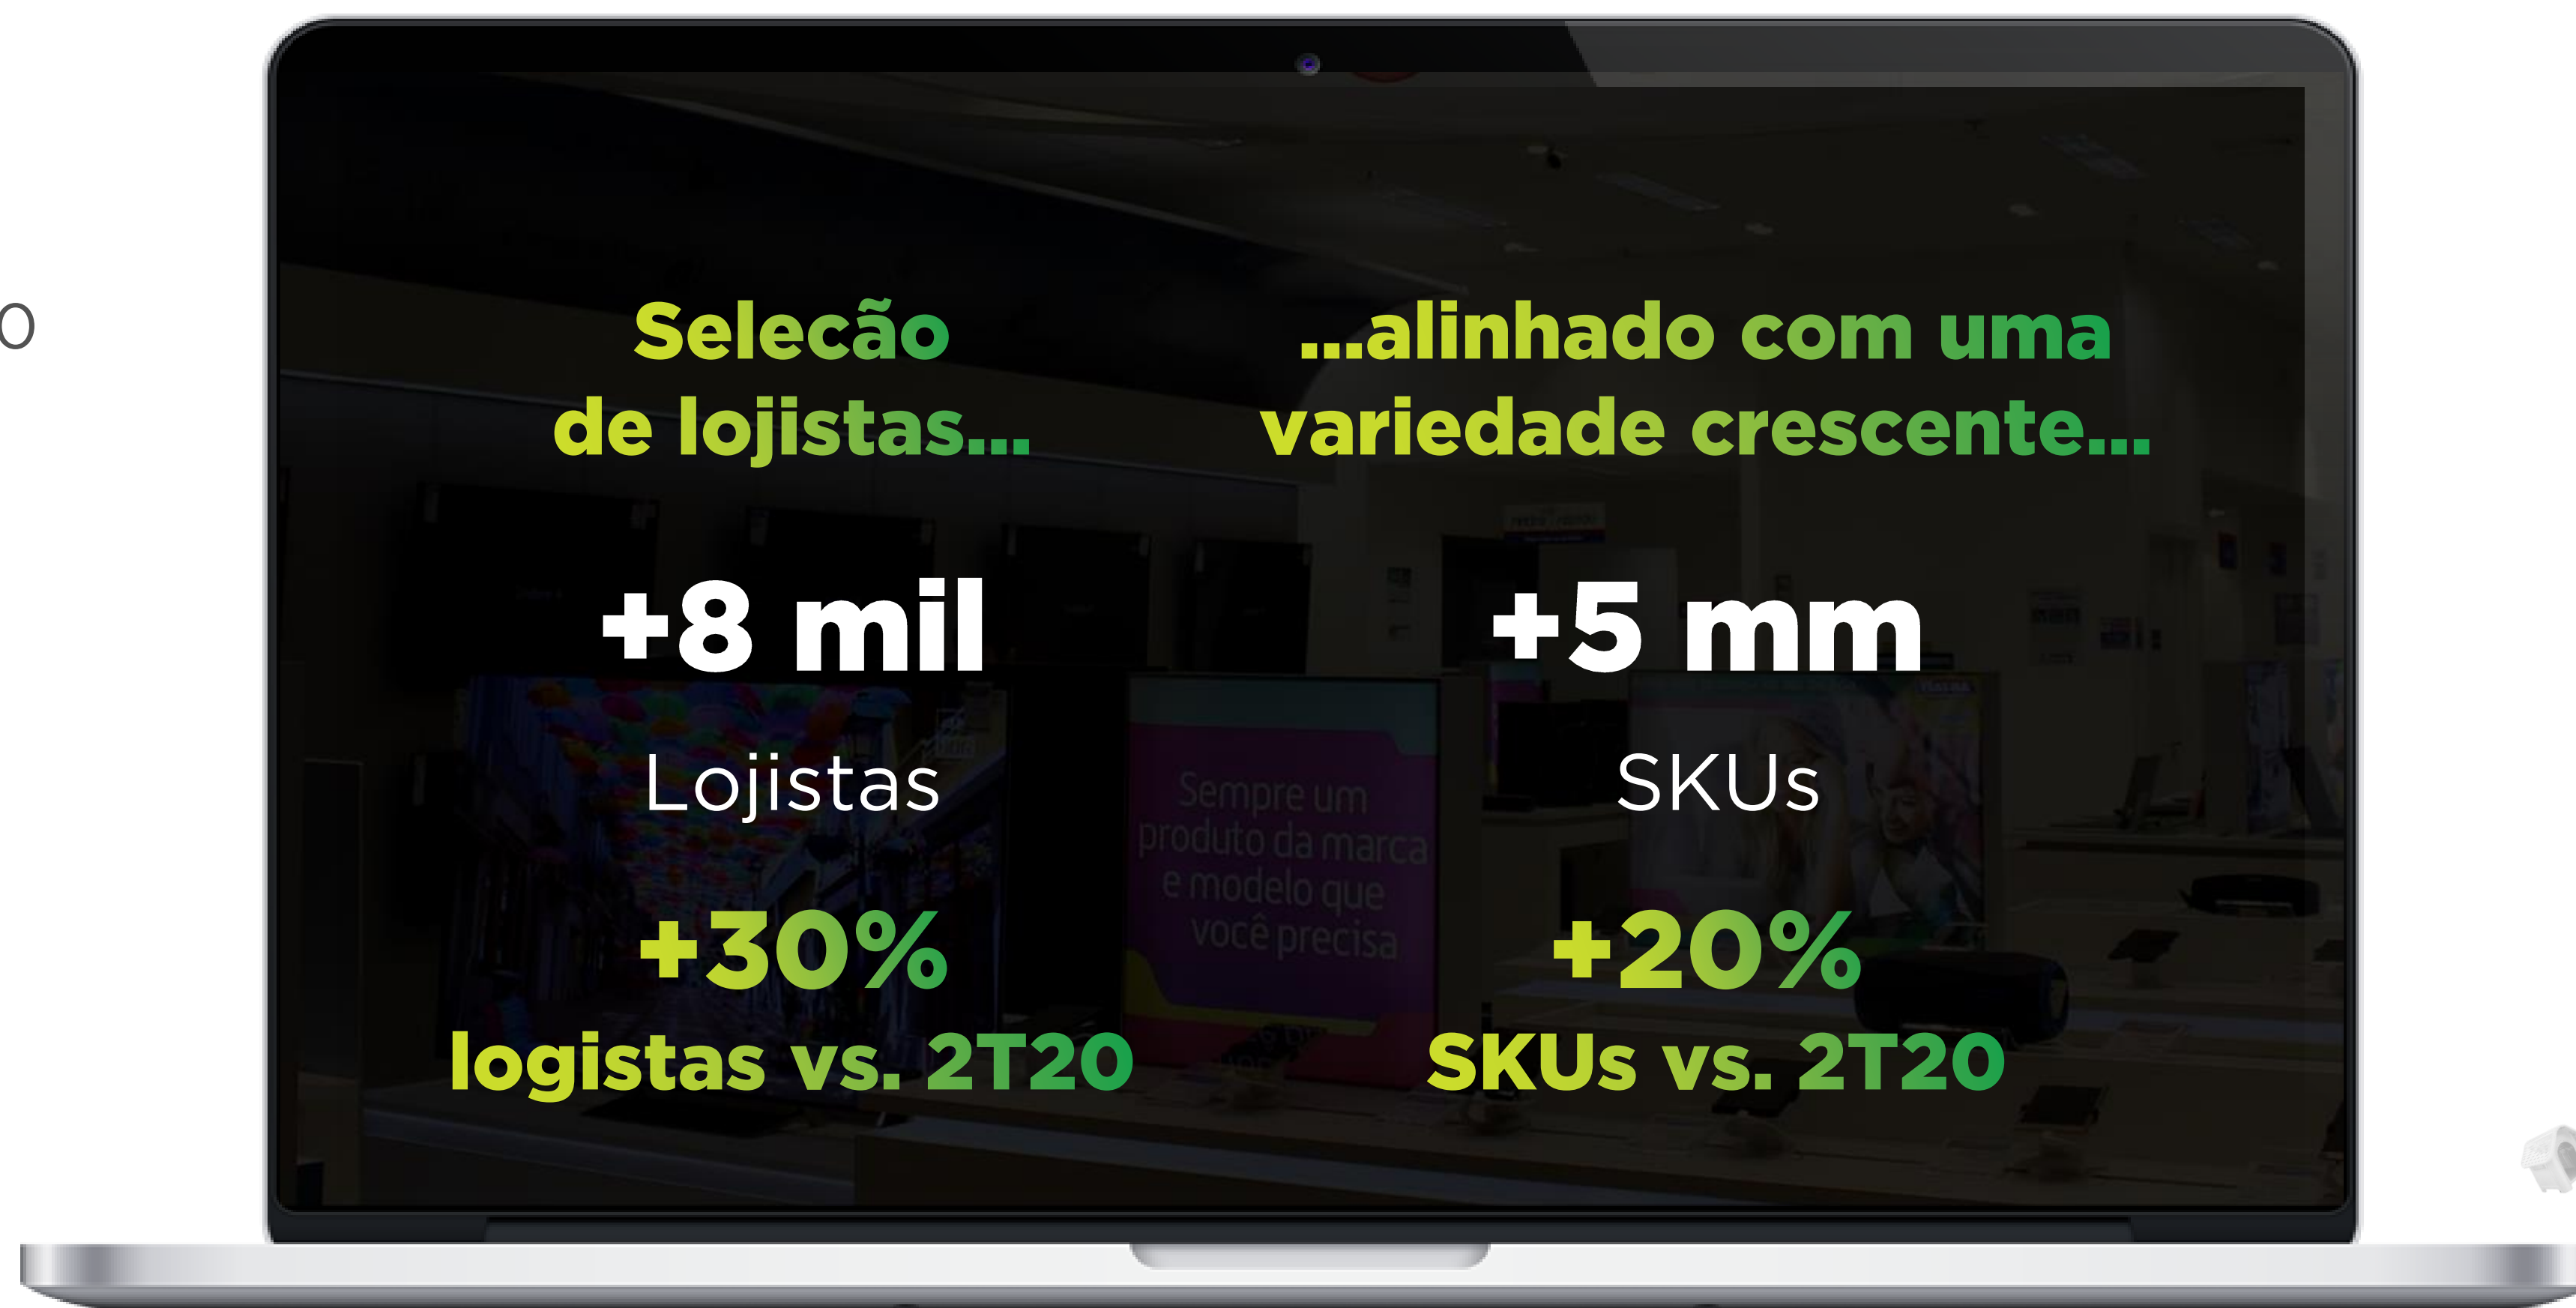 o
Selecão
de lojistas...
+8 mil
Lojistas
+30%
logistas vs. 2T20
...alinhado com uma
variedade crescente...
+5 mm
SKUs
+20%
SKUs vs. 2T20
Sempre um
produto da marca
e modelo que
você precisa